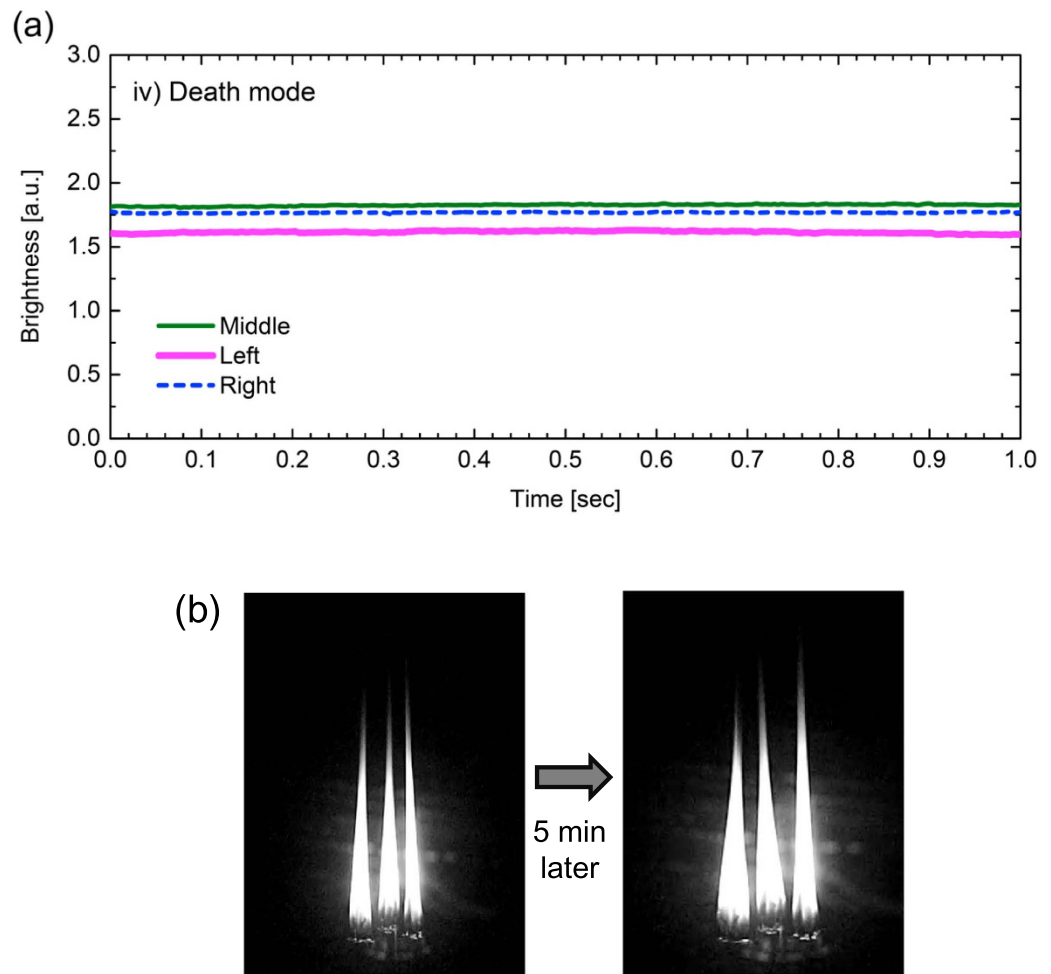 (a)
3.0
iv) Death mode
2.5
2.0
1.5
1.0
0.5
0.0
Brightness [a.u.]
Middle
Left
Right
0.0 0.1 0.2 0.3 0.4 0.5 0.6 0.7 0.8 0.9 1.0
Time [sec]
(b)
5 min
later